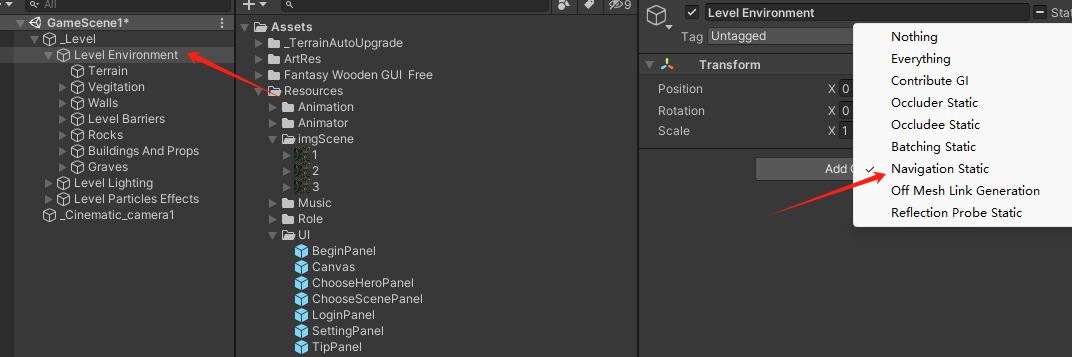 All
GameScene1*
_Level
Level Environment
Terrain
Vegitation
Walls
Level Barriers
Rocks
Buildings And Props
Graves
Level Lighting
Level Particles Effects
_Cinematic_camera1
9
Assets
_TerrainAutoUpgrade
ArtRes
Fantasy Wooden GUI Free
Resources
Animation
Animator
imgScene
1
2
3
Music
Role
UI
BeginPanel
Canvas
ChooseHeroPanel
ChooseScenePanel
LoginPanel
SettingPanel
TipPanel
Level Environment
Stat
Tag Untagged
Transform
Position X 0
Rotation X 0
Scale X 1
Add C
Nothing
Everything
Contribute GI
Occluder Static
Occludee Static
Batching Static
Navigation Static
Off Mesh Link Generation
Reflection Probe Static